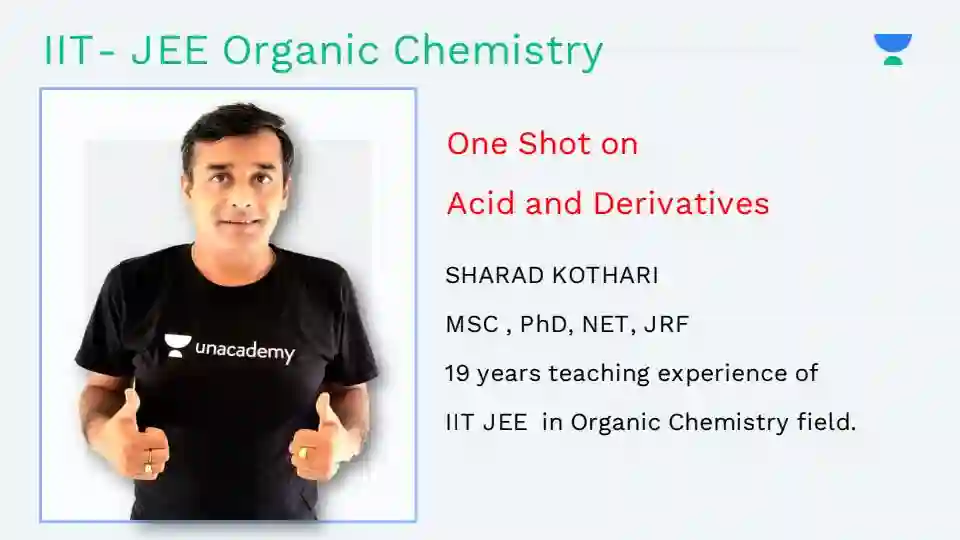 IIT- JEE Organic Chemistry
One Shot on
Acid and Derivatives
SHARAD KOTHARI
MSC , PhD, NET, JRF
19 years teaching experience of
IIT JEE in Organic Chemistry field.
unacademy